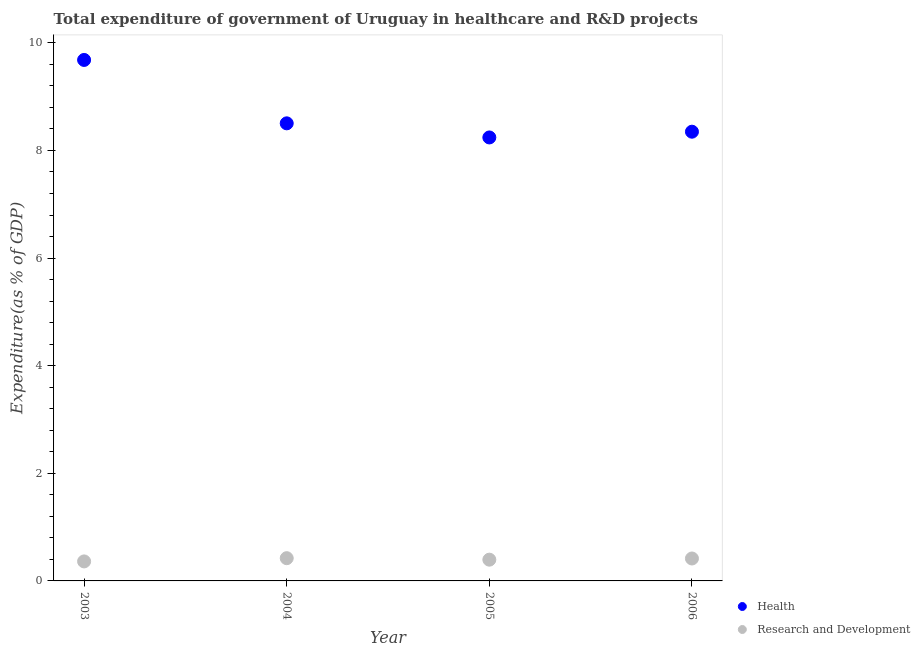 Total expenditure of government of Uruguay in healthcare and R&D projects
10
8
6
4
2
0
Expenditure(as % of GDP)
2003
2004
2005
2006
Year
Health
Research and Development